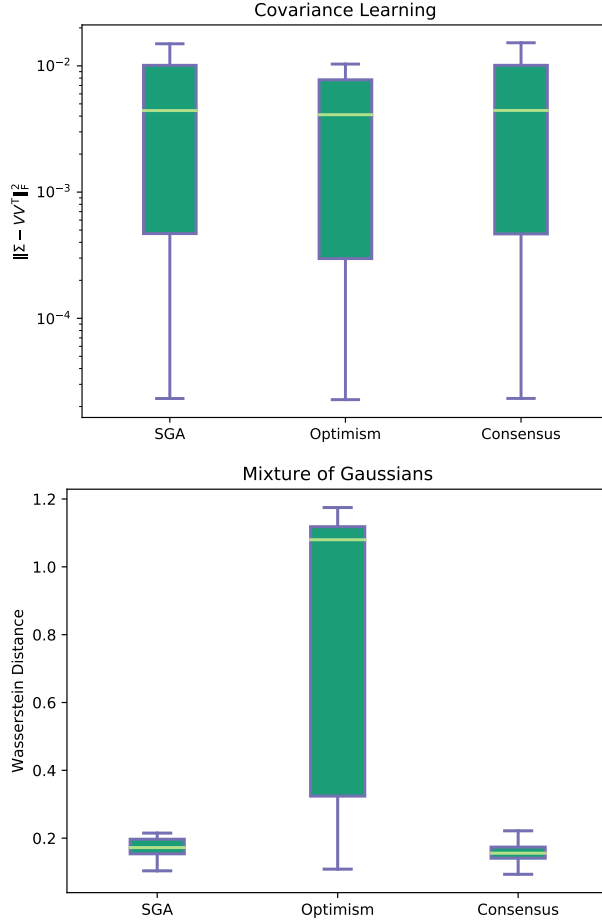 Covariance Learning
10⁻²
10⁻³
10⁻⁴
‖Σ − VVᵀ‖²_F
SGA Optimism Consensus
Mixture of Gaussians
1.2
1.0
0.8
0.6
0.4
0.2
Wasserstein Distance
SGA Optimism Consensus